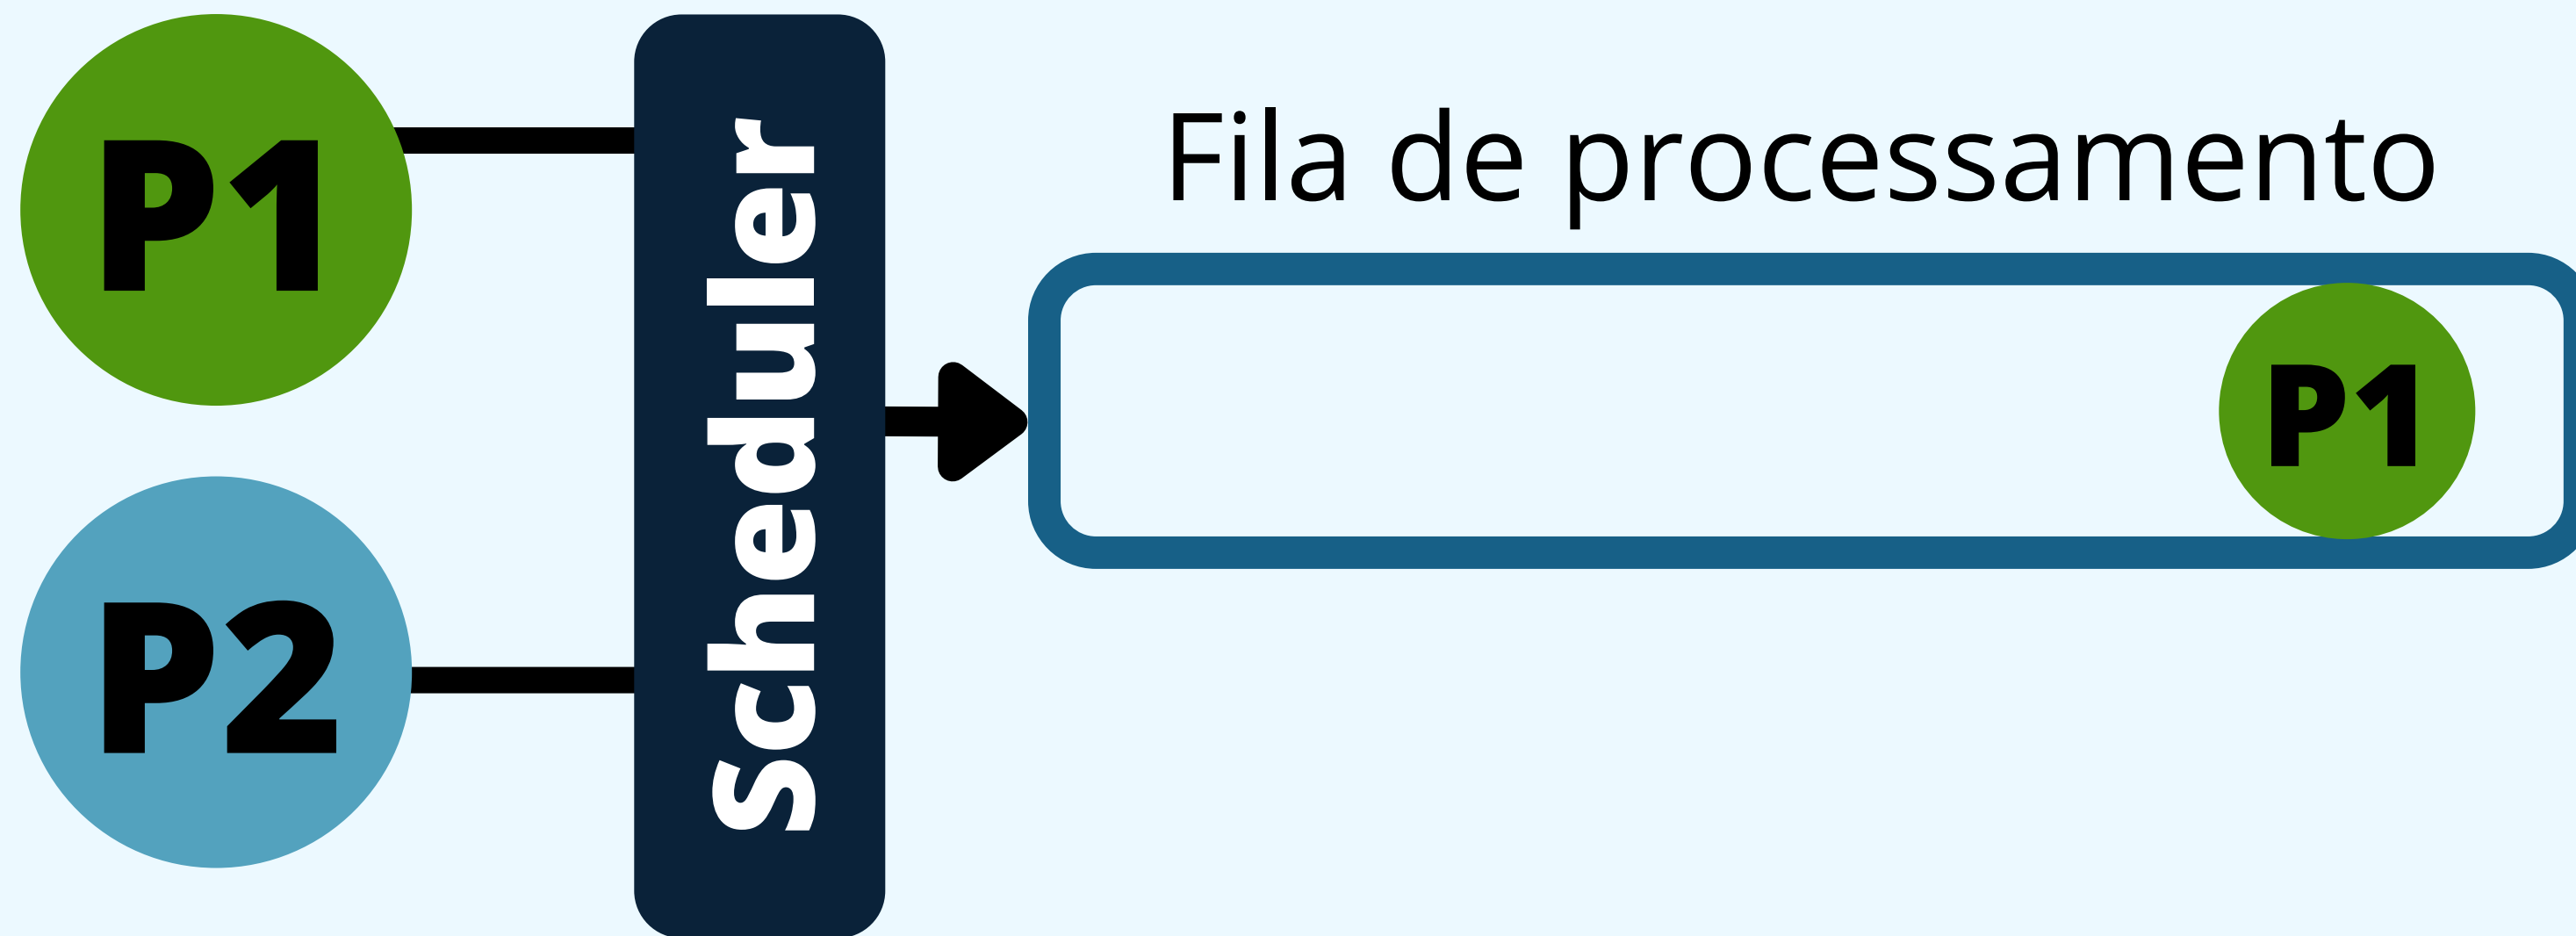 P1
P2
Scheduler
Fila de processamento
P1